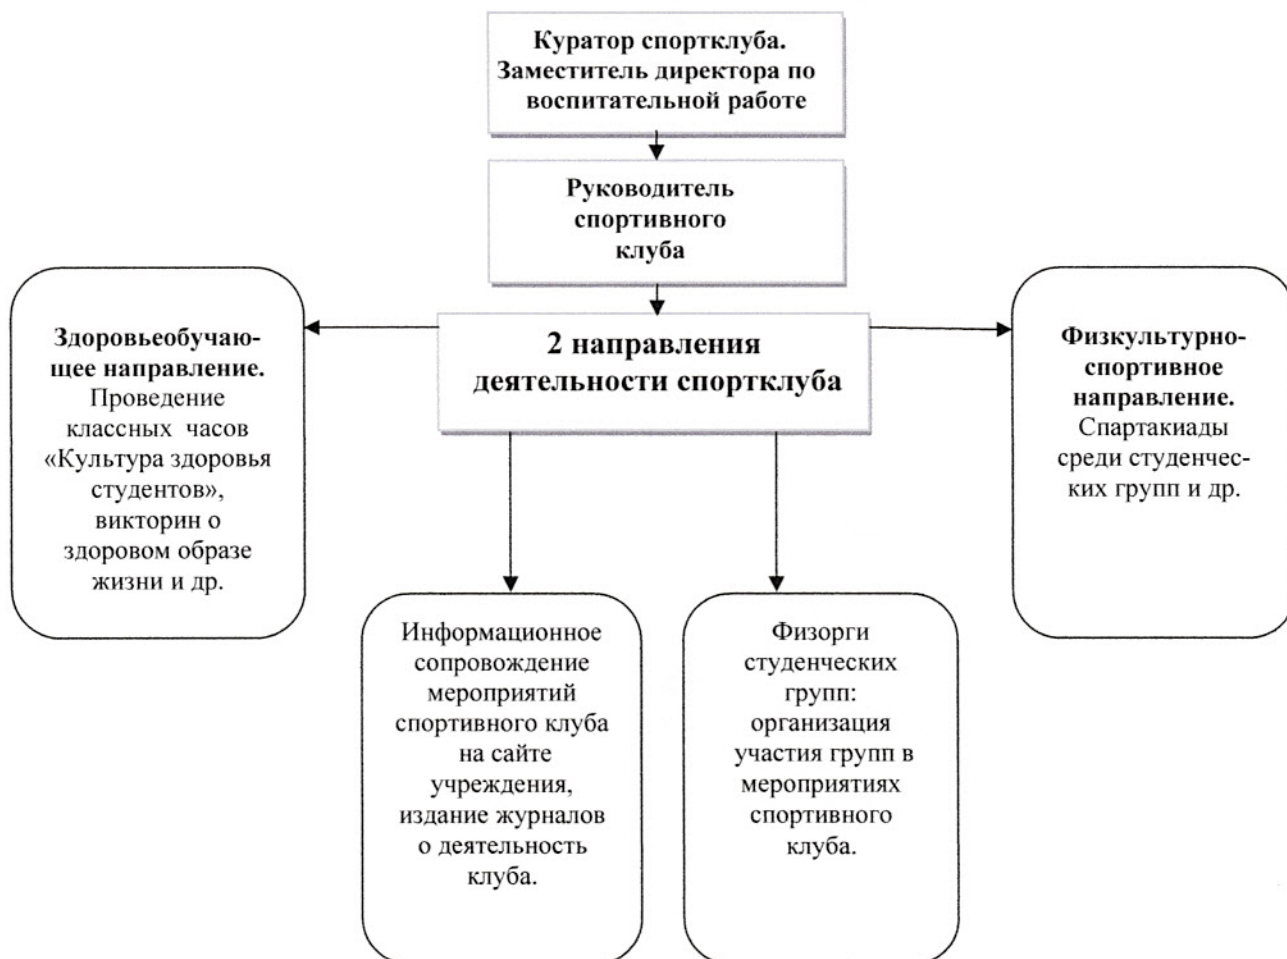 Куратор спортклуба.
Заместитель директора по
воспитательной работе
Руководитель
спортивного
клуба
2 направления
деятельности спортклуба
Здоровьеобучаю-
щее направление.
Проведение
классных часов
«Культура здоровья
студентов»,
викторин о
здоровом образе
жизни и др.
Физкультурно-
спортивное
направление.
Спартакиады
среди студенчес-
ких групп и др.
Информационное
сопровождение
мероприятий
спортивного клуба
на сайте
учреждения,
издание журналов
о деятельность
клуба.
Физорги
студенческих
групп:
организация
участия групп в
мероприятиях
спортивного
клуба.